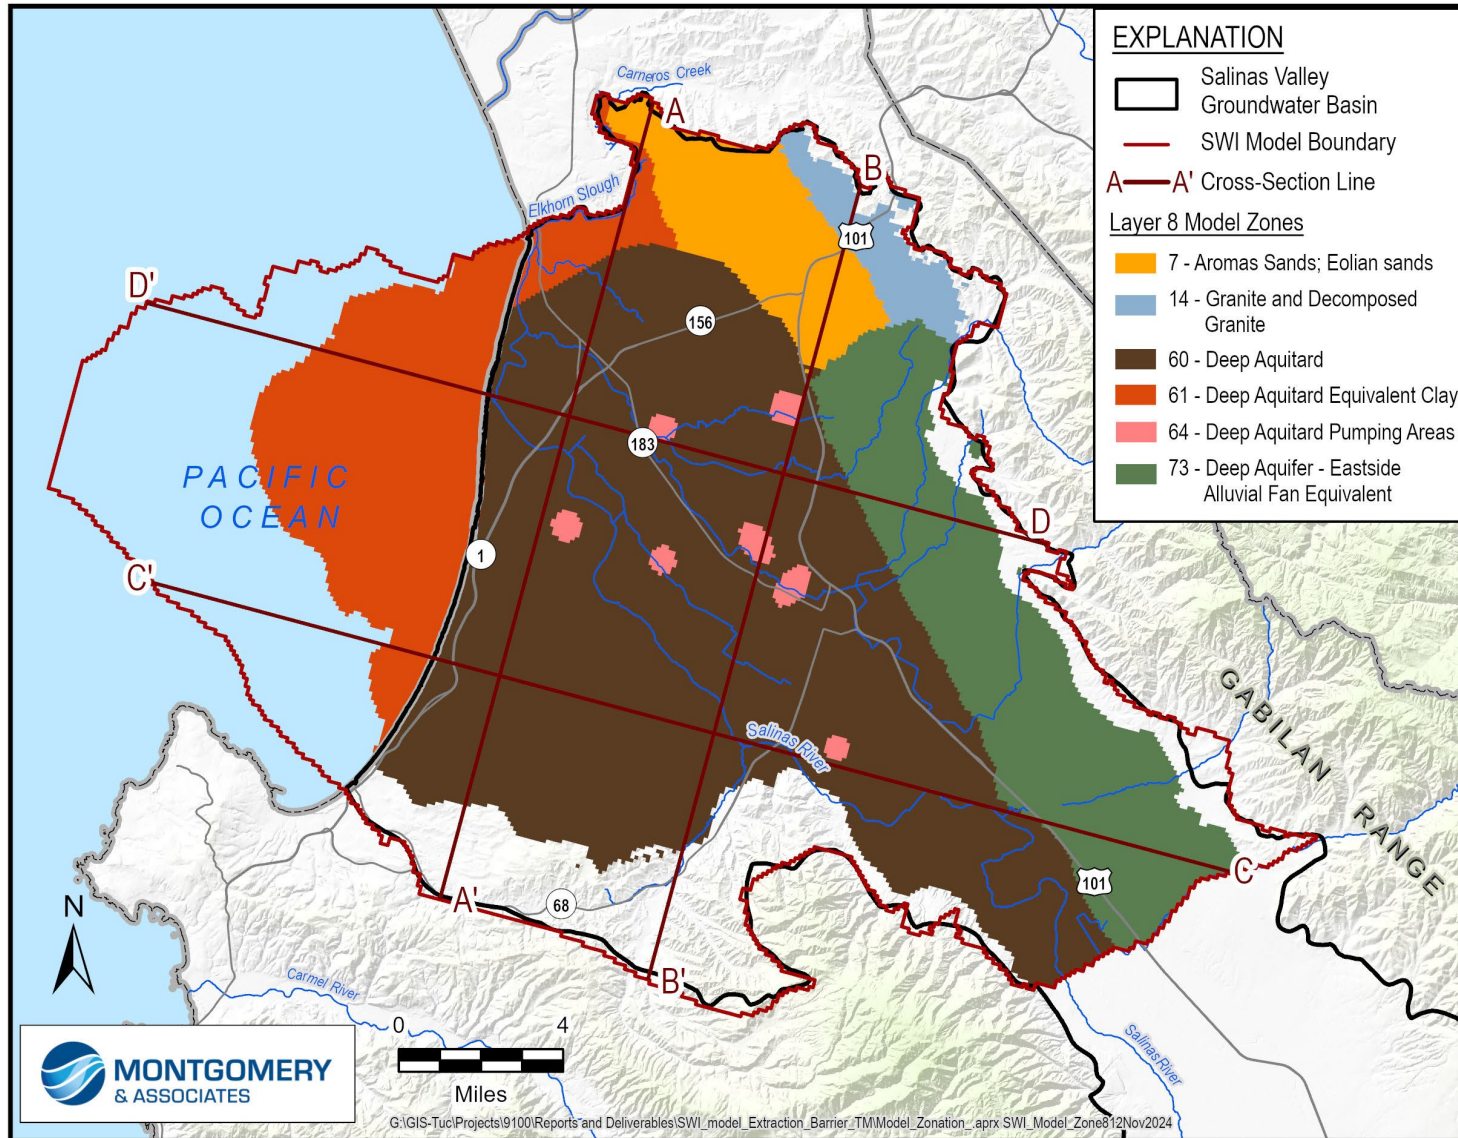 EXPLANATION
Salinas Valley
Groundwater Basin
SWI Model Boundary
A A' Cross-Section Line
Layer 8 Model Zones
7 - Aromas Sands; Eolian sands
14 - Granite and Decomposed
Granite
60 - Deep Aquitard
61 - Deep Aquitard Equivalent Clay
64 - Deep Aquitard Pumping Areas
73 - Deep Aquifer - Eastside
Alluvial Fan Equivalent
Carneros Creek
A
B
Elkhorn Slough
101
D'
156
183
PACIFIC
OCEAN
D
1
C'
GABILAN
RANGE
Salinas River
C
101
A'
68
B'
N
Carmel River
Salinas River
0 4
Miles
MONTGOMERY
& ASSOCIATES
G:\GIS-Tuc\Projects\9100\Reports and Deliverables\SWI_model_Extraction_Barrier_TM\Model_Zonation_.aprx SWI_Model_Zone812Nov2024